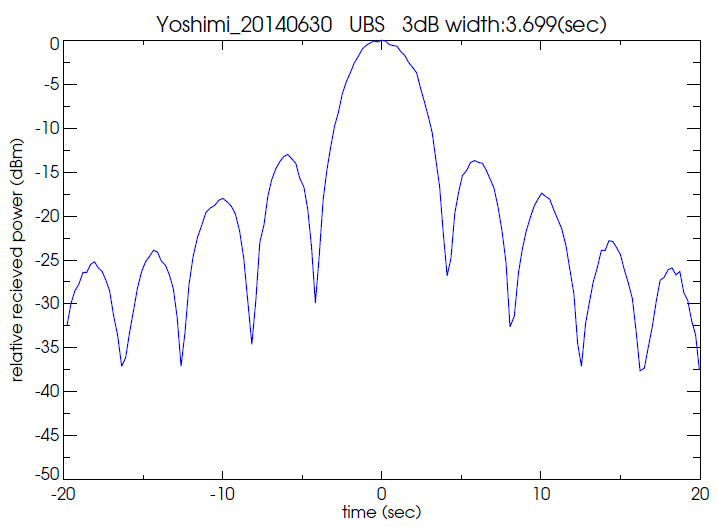 Yoshimi_20140630 UBS 3dB width:3.699(sec)
relative recieved power (dBm)
0
-5
-10
-15
-20
-25
-30
-35
-40
-45
-50
-20 -10 0 10 20
time (sec)